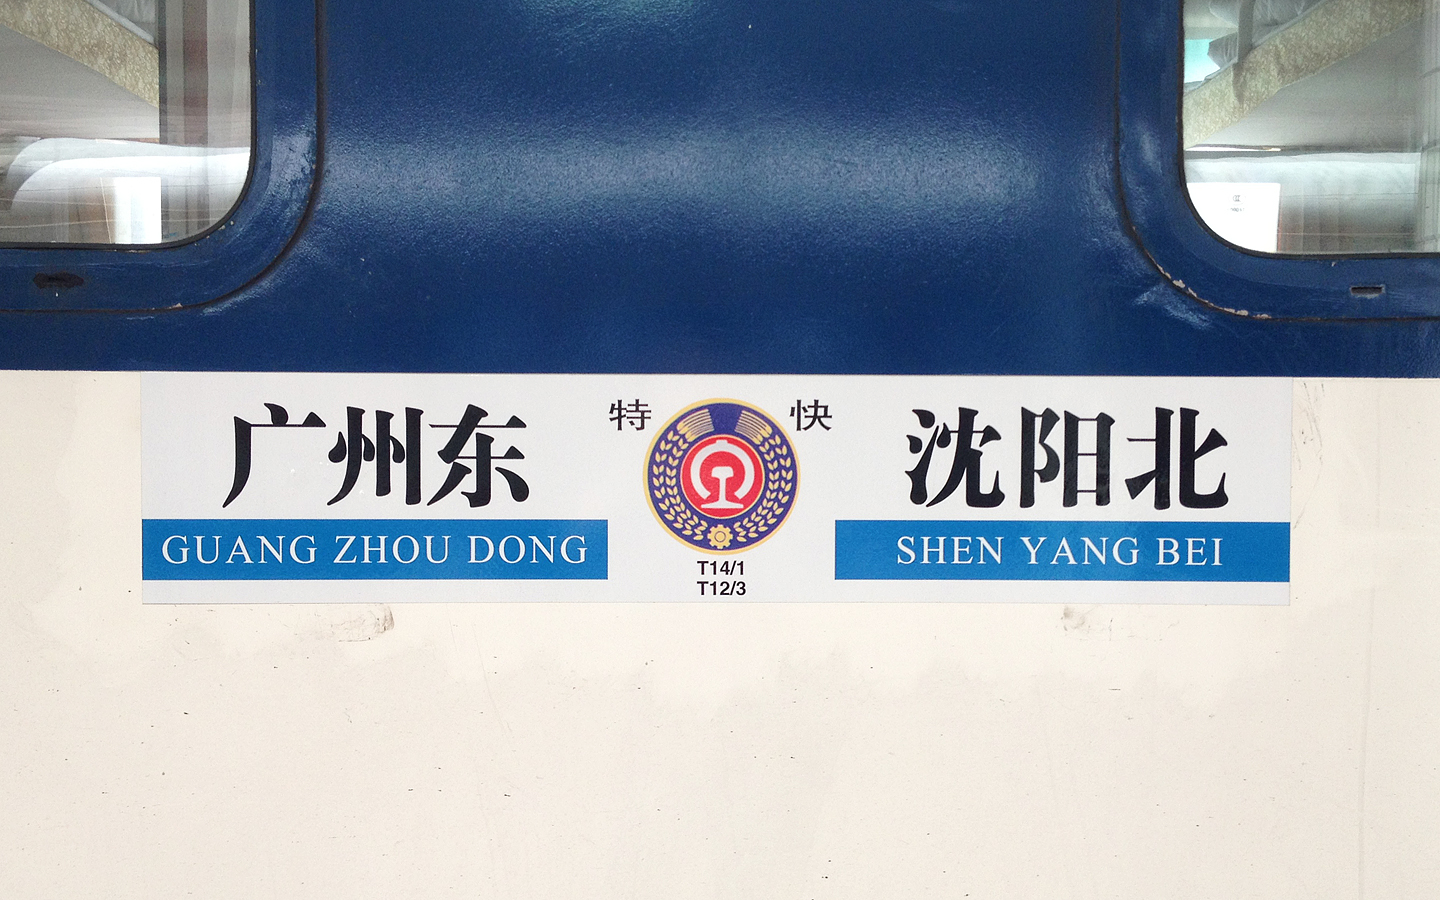 广州东
GUANG ZHOU DONG
特 快
T14/1
T12/3
沈阳北
SHEN YANG BEI